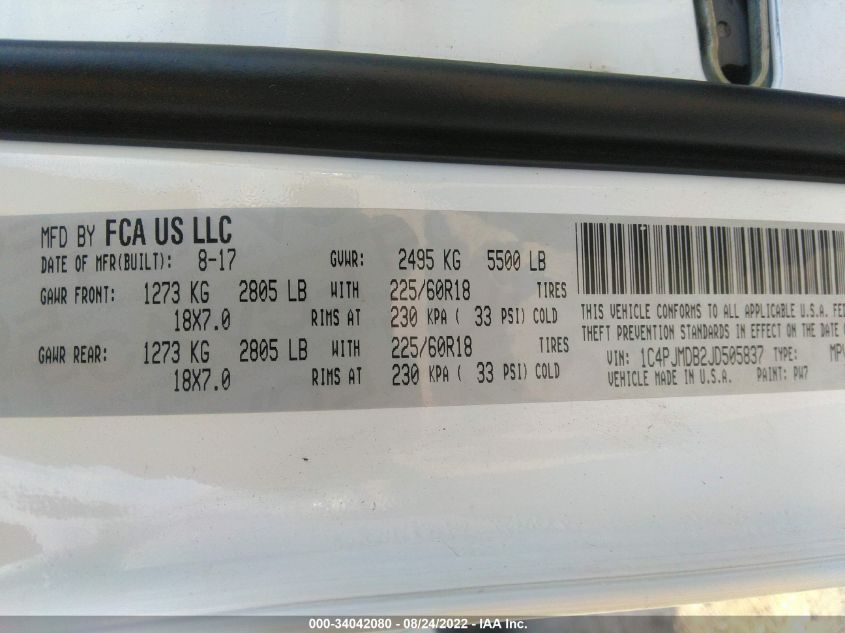 MFD BY FCA US LLC
DATE OF MFR(BUILT): 8-17 GVWR: 2495 KG 5500 LB
GAWR FRONT: 1273 KG 2805 LB WITH 225/60R18 TIRES
18X7.0 RIMS AT 230 KPA ( 33 PSI) COLD
GAWR REAR: 1273 KG 2805 LB WITH 225/60R18 TIRES
18X7.0 RIMS AT 230 KPA ( 33 PSI) COLD
THIS VEHICLE CONFORMS TO ALL APPLICABLE U.S.A. FED
THEFT PREVENTION STANDARDS IN EFFECT ON THE DATE
VIN: 1C4PJMDB2JD505837 TYPE: MPV
VEHICLE MADE IN U.S.A. PAINT: PW7
000-34042080 - 08/24/2022 - IAA Inc.